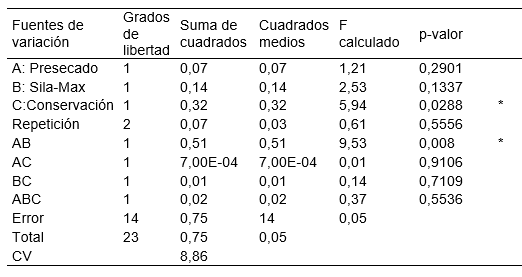 Fuentes de variación Grados de libertad Suma de cuadrados Cuadrados medios F calculado p-valor
A: Presecado 1 0,07 0,07 1,21 0,2901
B: Sila-Max 1 0,14 0,14 2,53 0,1337
C:Conservación 1 0,32 0,32 5,94 0,0288 *
Repetición 2 0,07 0,03 0,61 0,5556
AB 1 0,51 0,51 9,53 0,008 *
AC 1 7,00E-04 7,00E-04 0,01 0,9106
BC 1 0,01 0,01 0,14 0,7109
ABC 1 0,02 0,02 0,37 0,5536
Error 14 0,75 14 0,05
Total 23 0,75 0,05
CV 8,86